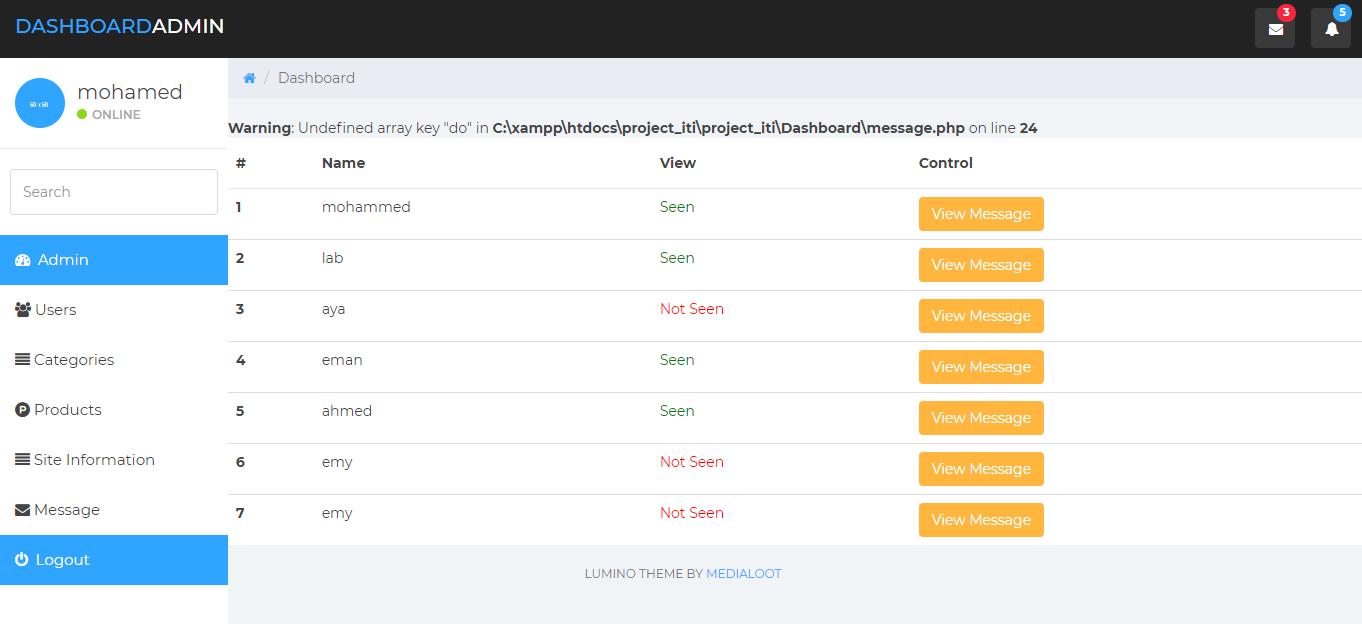 DASHBOARDADMIN
3
5
50 x 50
mohamed
ONLINE
Search
Admin
Users
Categories
Products
Site Information
Message
Logout
/ Dashboard
Warning: Undefined array key "do" in C:\xampp\htdocs\project_iti\project_iti\Dashboard\message.php on line 24
# Name View Control
1 mohammed Seen View Message
2 lab Seen View Message
3 aya Not Seen View Message
4 eman Seen View Message
5 ahmed Seen View Message
6 emy Not Seen View Message
7 emy Not Seen View Message
LUMINO THEME BY MEDIALOOT